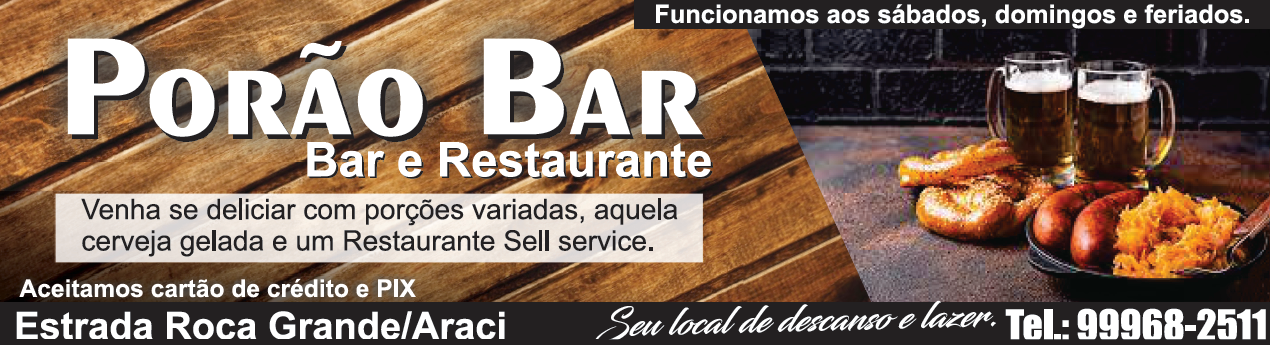 Funcionamos aos sábados, domingos e feriados.
PORÃO BAR
Bar e Restaurante
Venha se deliciar com porções variadas, aquela
cerveja gelada e um Restaurante Sell service.
Aceitamos cartão de crédito e PIX
Estrada Roca Grande/Araci
Seu local de descanso e lazer.
Tel.: 99968-2511